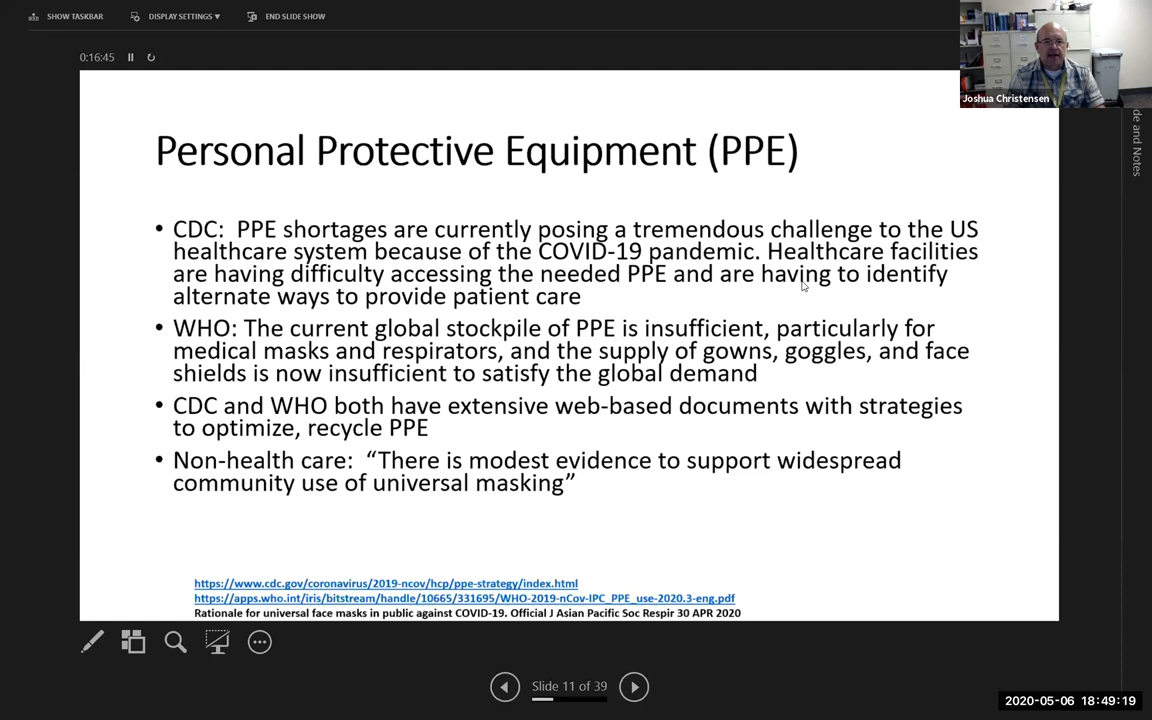 SHOW TASKBAR
DISPLAY SETTINGS ▾
END SLIDE SHOW
0:16:45
Joshua Christensen
de and Notes
Personal Protective Equipment (PPE)
• CDC: PPE shortages are currently posing a tremendous challenge to the US
healthcare system because of the COVID-19 pandemic. Healthcare facilities
are having difficulty accessing the needed PPE and are having to identify
alternate ways to provide patient care
• WHO: The current global stockpile of PPE is insufficient, particularly for
medical masks and respirators, and the supply of gowns, goggles, and face
shields is now insufficient to satisfy the global demand
• CDC and WHO both have extensive web-based documents with strategies
to optimize, recycle PPE
• Non-health care: “There is modest evidence to support widespread
community use of universal masking”
https://www.cdc.gov/coronavirus/2019-ncov/hcp/ppe-strategy/index.html
https://apps.who.int/iris/bitstream/handle/10665/331695/WHO-2019-nCov-IPC_PPE_use-2020.3-eng.pdf
Rationale for universal face masks in public against COVID-19. Official J Asian Pacific Soc Respir 30 APR 2020
Slide 11 of 39
2020-05-06 18:49:19